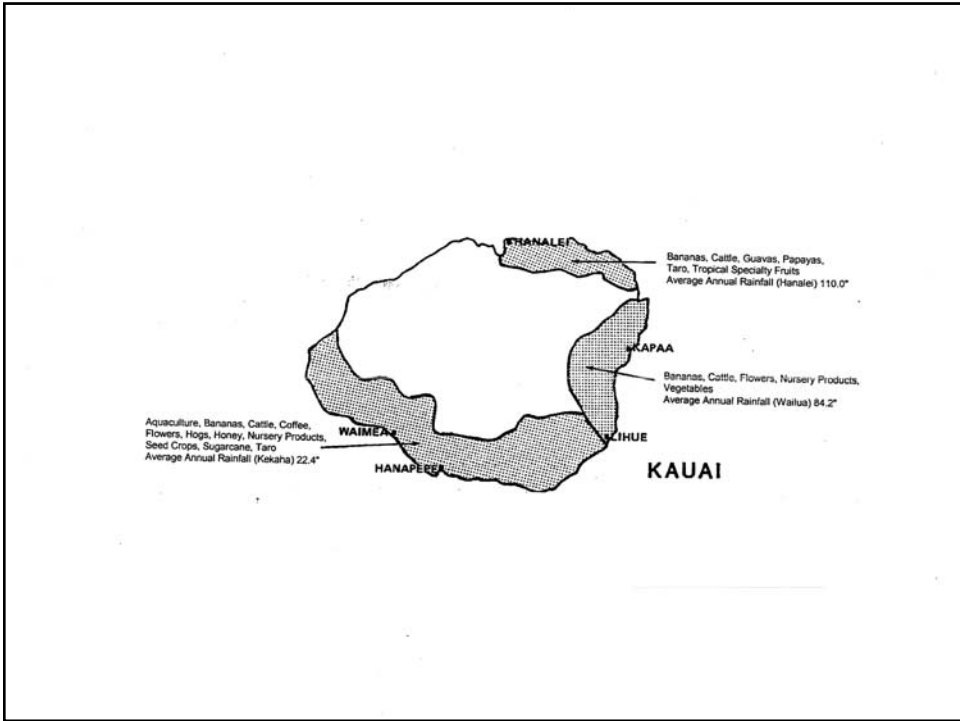 HANALEI
Bananas, Cattle, Guavas, Papayas,
Taro, Tropical Specialty Fruits
Average Annual Rainfall (Hanalei) 110.0"
KAPAA
Bananas, Cattle, Flowers, Nursery Products,
Vegetables
Average Annual Rainfall (Wailua) 84.2"
Aquaculture, Bananas, Cattle, Coffee,
Flowers, Hogs, Honey, Nursery Products,
Seed Crops, Sugarcane, Taro
Average Annual Rainfall (Kekaha) 22.4"
WAIMEA
LIHUE
HANAPEPE
KAUAI